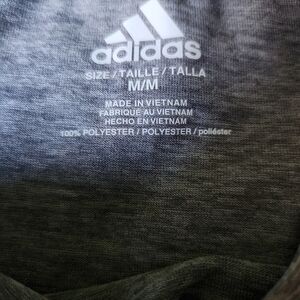 adidas
SIZE / TAILLE / TALLA
M/M
MADE IN VIETNAM
FABRIQUÉ AU VIETNAM
HECHO EN VIETNAM
100% POLYESTER / POLYESTER / poliéster